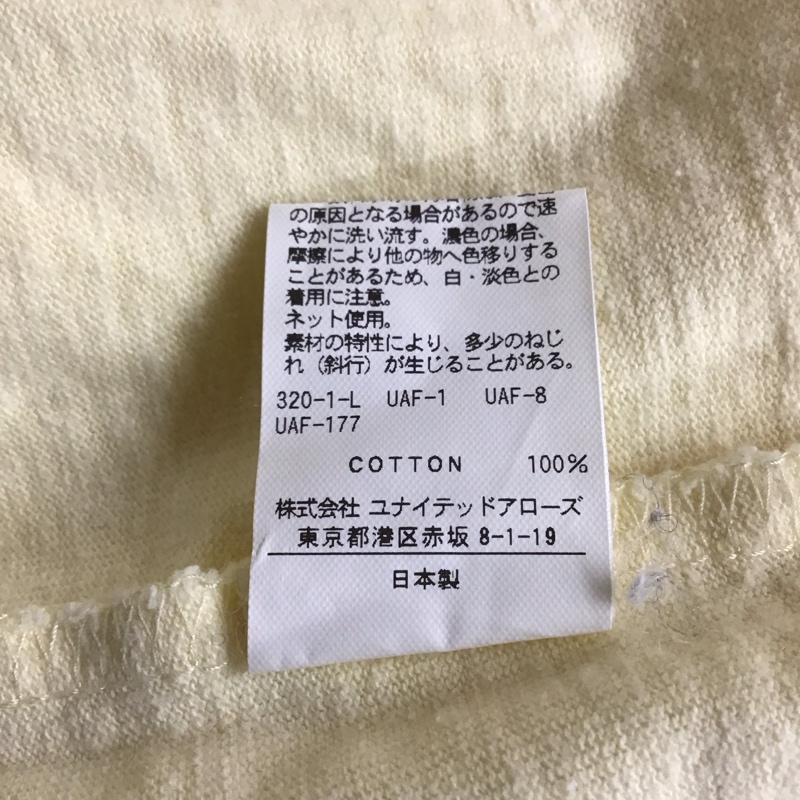 の原因となる場合があるので速
やかに洗い流す。濃色の場合、
摩擦により他の物へ色移りする
ことがあるため、白・淡色との
着用に注意。
ネット使用。
素材の特性により、多少のねじ
れ（斜行）が生じることがある。
320-1-L UAF-1 UAF-8
UAF-177
COTTON 100%
株式会社 ユナイテッドアローズ
東京都港区赤坂 8-1-19
日本製